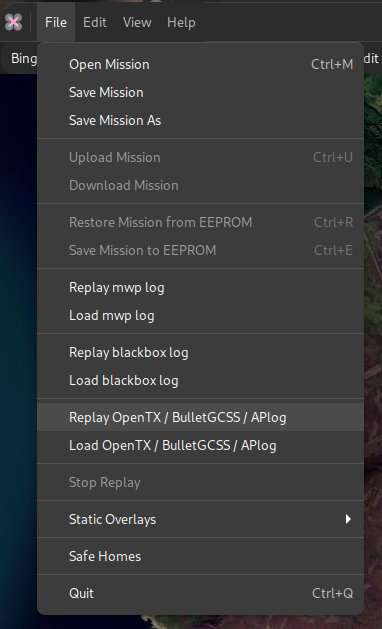 File Edit View Help
Bing
dit
Open Mission Ctrl+M
Save Mission
Save Mission As
Upload Mission Ctrl+U
Download Mission
Restore Mission from EEPROM Ctrl+R
Save Mission to EEPROM Ctrl+E
Replay mwp log
Load mwp log
Replay blackbox log
Load blackbox log
Replay OpenTX / BulletGCSS / APlog
Load OpenTX / BulletGCSS / APlog
Stop Replay
Static Overlays
Safe Homes
Quit Ctrl+Q